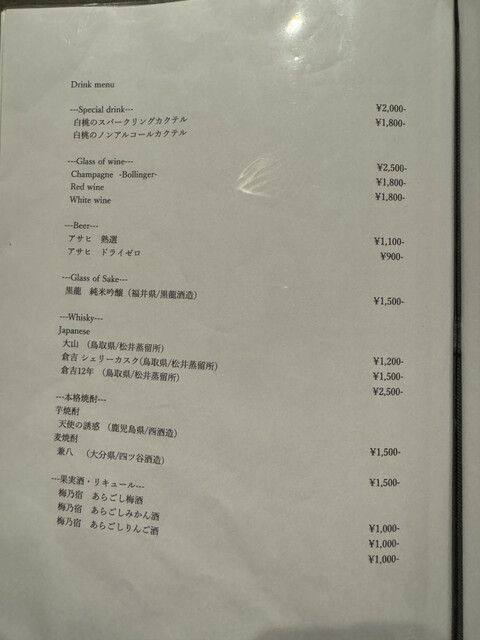 Drink menu
---Special drink---
白桃のスパークリングカクテル ¥2,000-
白桃のノンアルコールカクテル ¥1,800-
---Glass of wine---
Champagne -Bollinger- ¥2,500-
Red wine ¥1,800-
White wine ¥1,800-
---Beer---
アサヒ 熟選 ¥1,100-
アサヒ ドライゼロ ¥900-
---Glass of Sake---
黒龍 純米吟醸（福井県/黒龍酒造） ¥1,500-
---Whisky---
Japanese
大山 （鳥取県/松井蒸留所） ¥1,200-
倉吉 シェリーカスク(鳥取県/松井蒸留所） ¥1,500-
倉吉12年 （鳥取県/松井蒸留所） ¥2,500-
---本格焼酎---
芋焼酎
天使の誘惑 （鹿児島県/西酒造） ¥1,500-
麦焼酎
兼八 （大分県/四ツ谷酒造） ¥1,500-
---果実酒・リキュール---
梅乃宿 あらごし梅酒 ¥1,000-
梅乃宿 あらごしみかん酒 ¥1,000-
梅乃宿 あらごしりんご酒 ¥1,000-